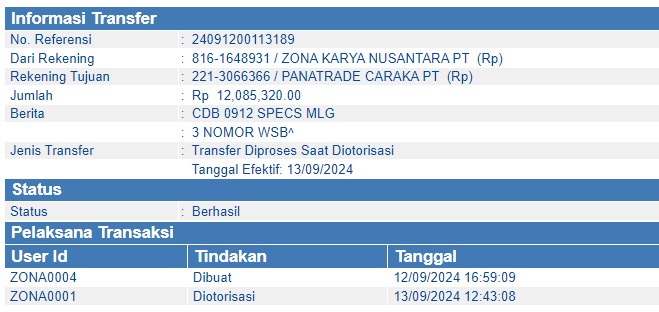 Informasi Transfer
No. Referensi : 24091200113189
Dari Rekening : 816-1648931 / ZONA KARYA NUSANTARA PT (Rp)
Rekening Tujuan : 221-3066366 / PANATRADE CARAKA PT (Rp)
Jumlah : Rp 12,085,320.00
Berita : CDB 0912 SPECS MLG
: 3 NOMOR WSB^
Jenis Transfer : Transfer Diproses Saat Diotorisasi
Tanggal Efektif: 13/09/2024
Status
Status : Berhasil
Pelaksana Transaksi
User Id Tindakan Tanggal
ZONA0004 Dibuat 12/09/2024 16:59:09
ZONA0001 Diotorisasi 13/09/2024 12:43:08